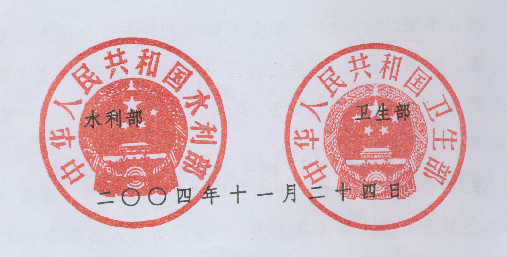 中华人民共和国水利部
中华人民共和国卫生部
水利部 卫生部
二〇〇四年十一月二十四日